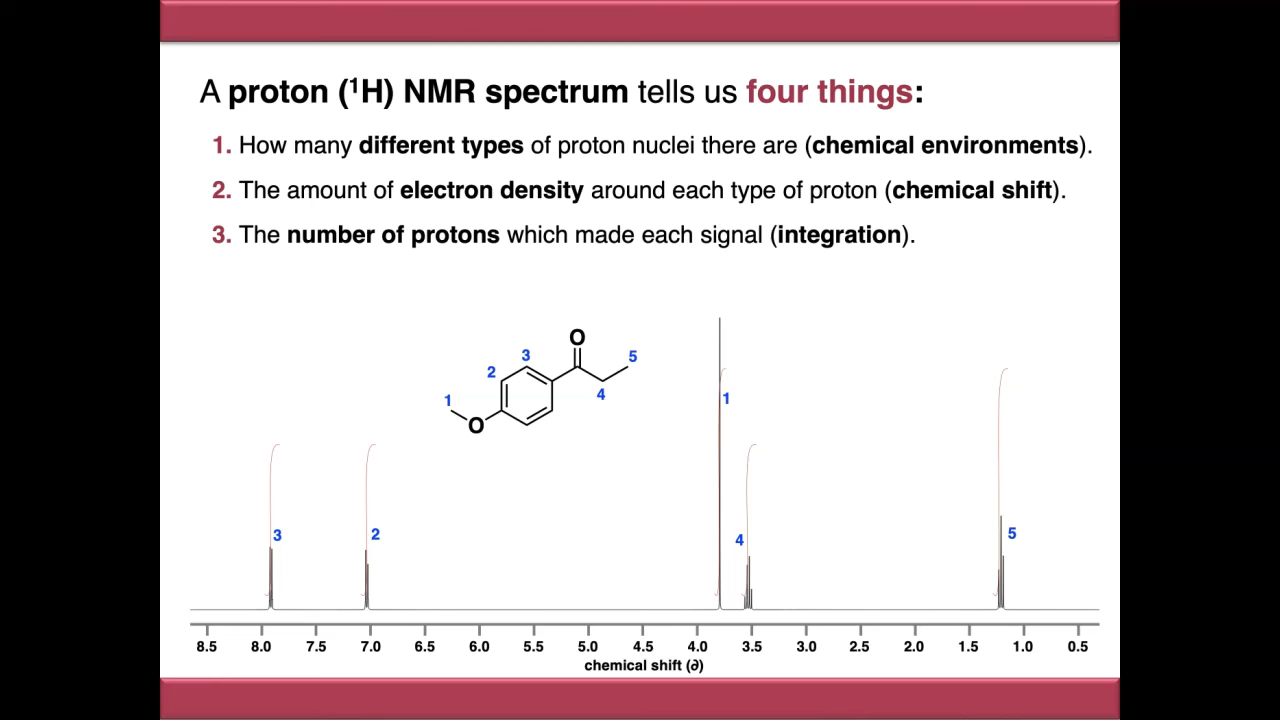 A proton (¹H) NMR spectrum tells us four things:
1. How many different types of proton nuclei there are (chemical environments).
2. The amount of electron density around each type of proton (chemical shift).
3. The number of protons which made each signal (integration).
O
3
5
2
4
1
O
1
3
2
4
5
8.5 8.0 7.5 7.0 6.5 6.0 5.5 5.0 4.5 4.0 3.5 3.0 2.5 2.0 1.5 1.0 0.5
chemical shift (∂)